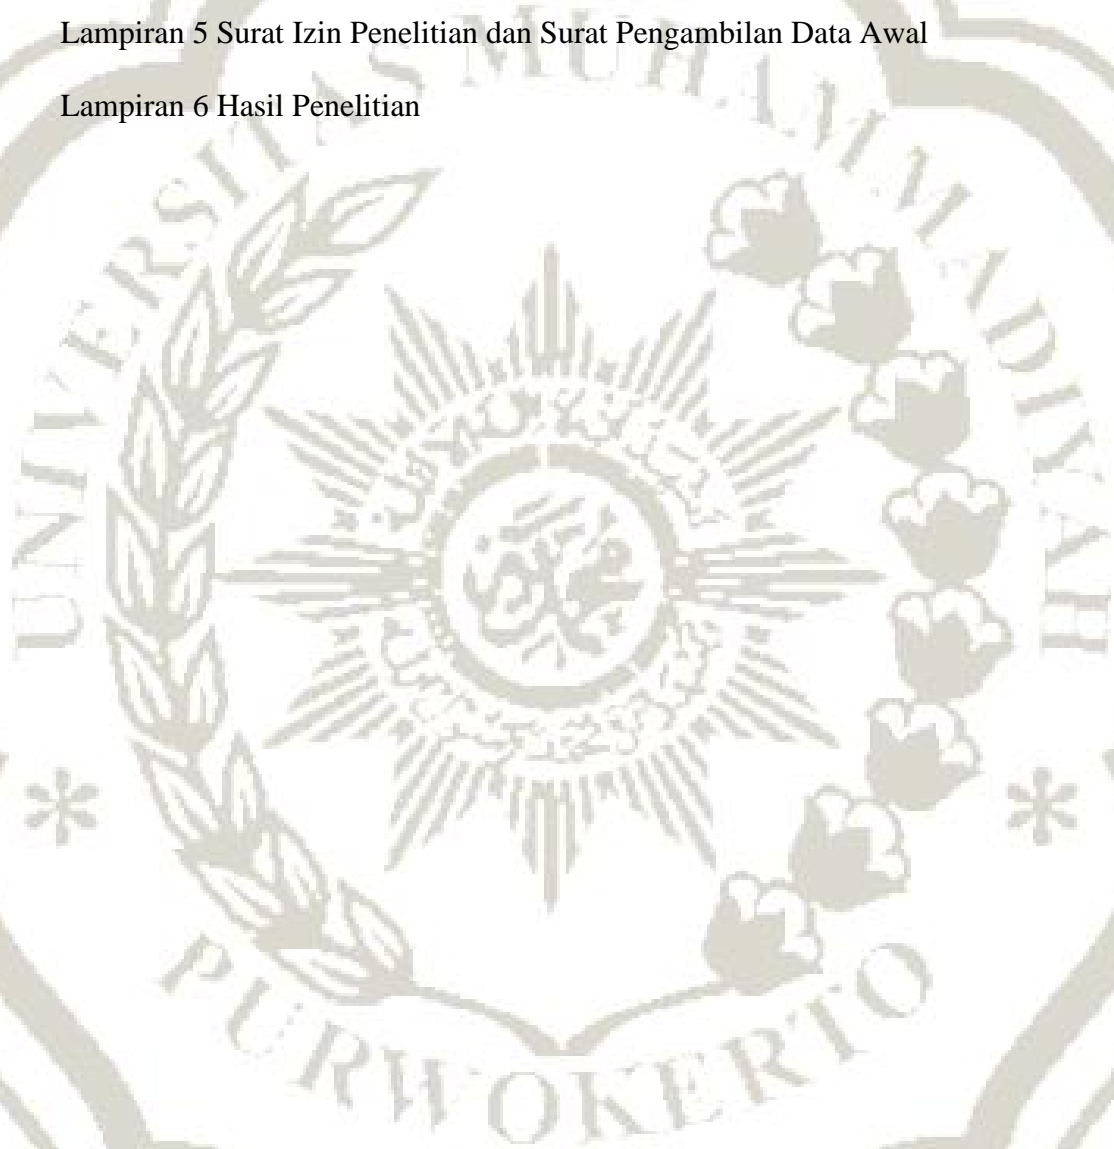 Lampiran 5 Surat Izin Penelitian dan Surat Pengambilan Data Awal
Lampiran 6 Hasil Penelitian
UNIVERSITAS MUHAMMADIYAH
PURWOKERTO